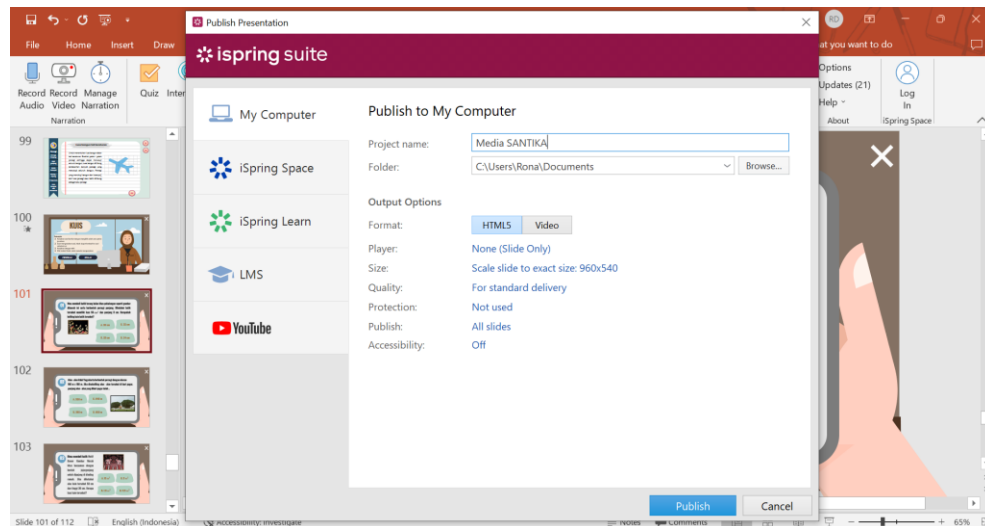 Publish Presentation
RD
File Home Insert Draw
at you want to do
ispring suite
Record Audio
Record Video
Manage Narration
Quiz
Inter
Narration
Options
Updates (21)
Help
About
Log In
iSpring Space
My Computer
iSpring Space
iSpring Learn
LMS
YouTube
Publish to My Computer
Project name: Media SANTIKA
Folder: C:\Users\Rona\Documents Browse...
Output Options
Format: HTML5 Video
Player: None (Slide Only)
Size: Scale slide to exact size: 960x540
Quality: For standard delivery
Protection: Not used
Publish: All slides
Accessibility: Off
Publish Cancel
99
100
KUIS
101
102
103
Slide 101 of 112 English (Indonesia) Accessibility: Investigate Notes Comments 65%